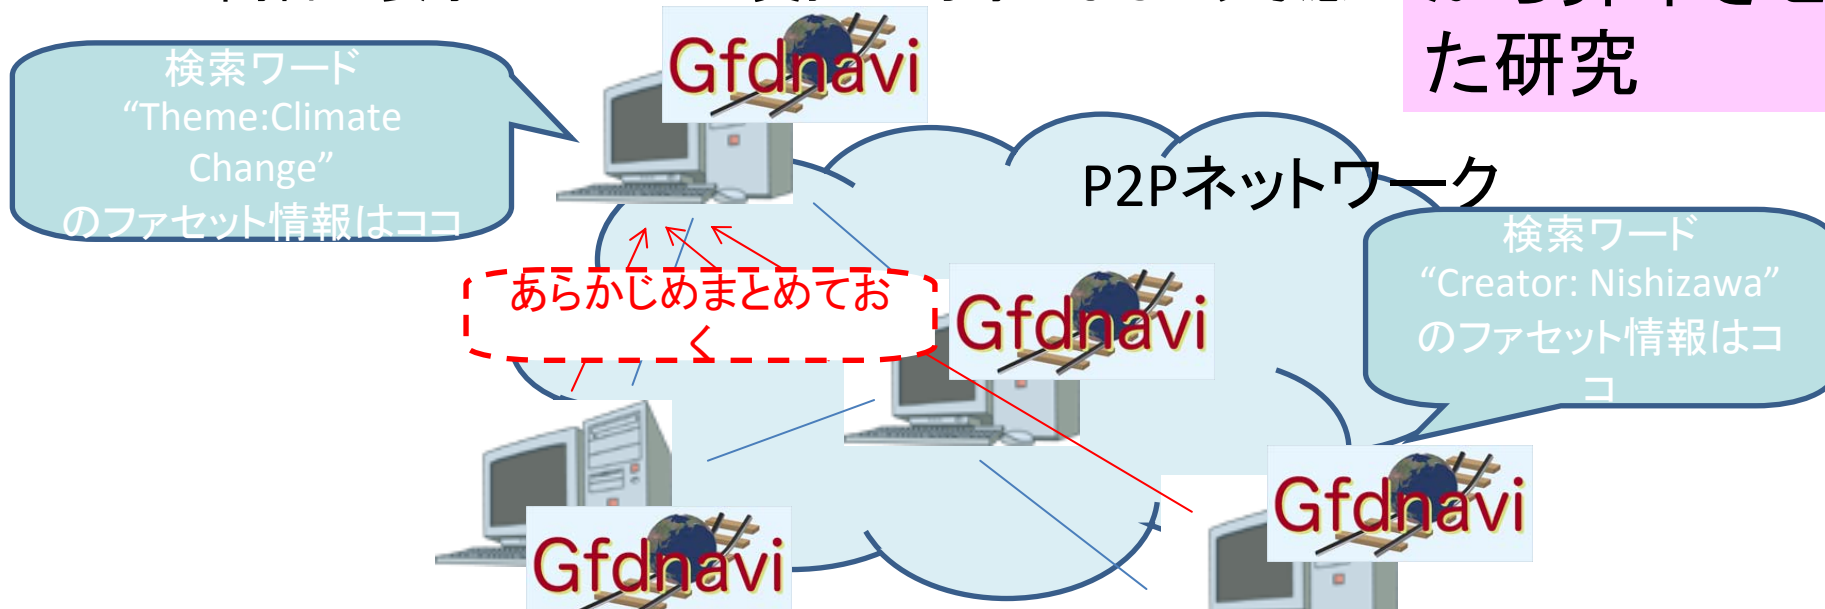 た研究
Gfdnavi
検索ワード
“Theme:Climate
Change”
のファセット情報はココ
P2Pネットワーク
検索ワード
“Creator: Nishizawa”
のファセット情報はコ
コ
あらかじめまとめてお
く
Gfdnavi
Gfdnavi
Gfdnavi